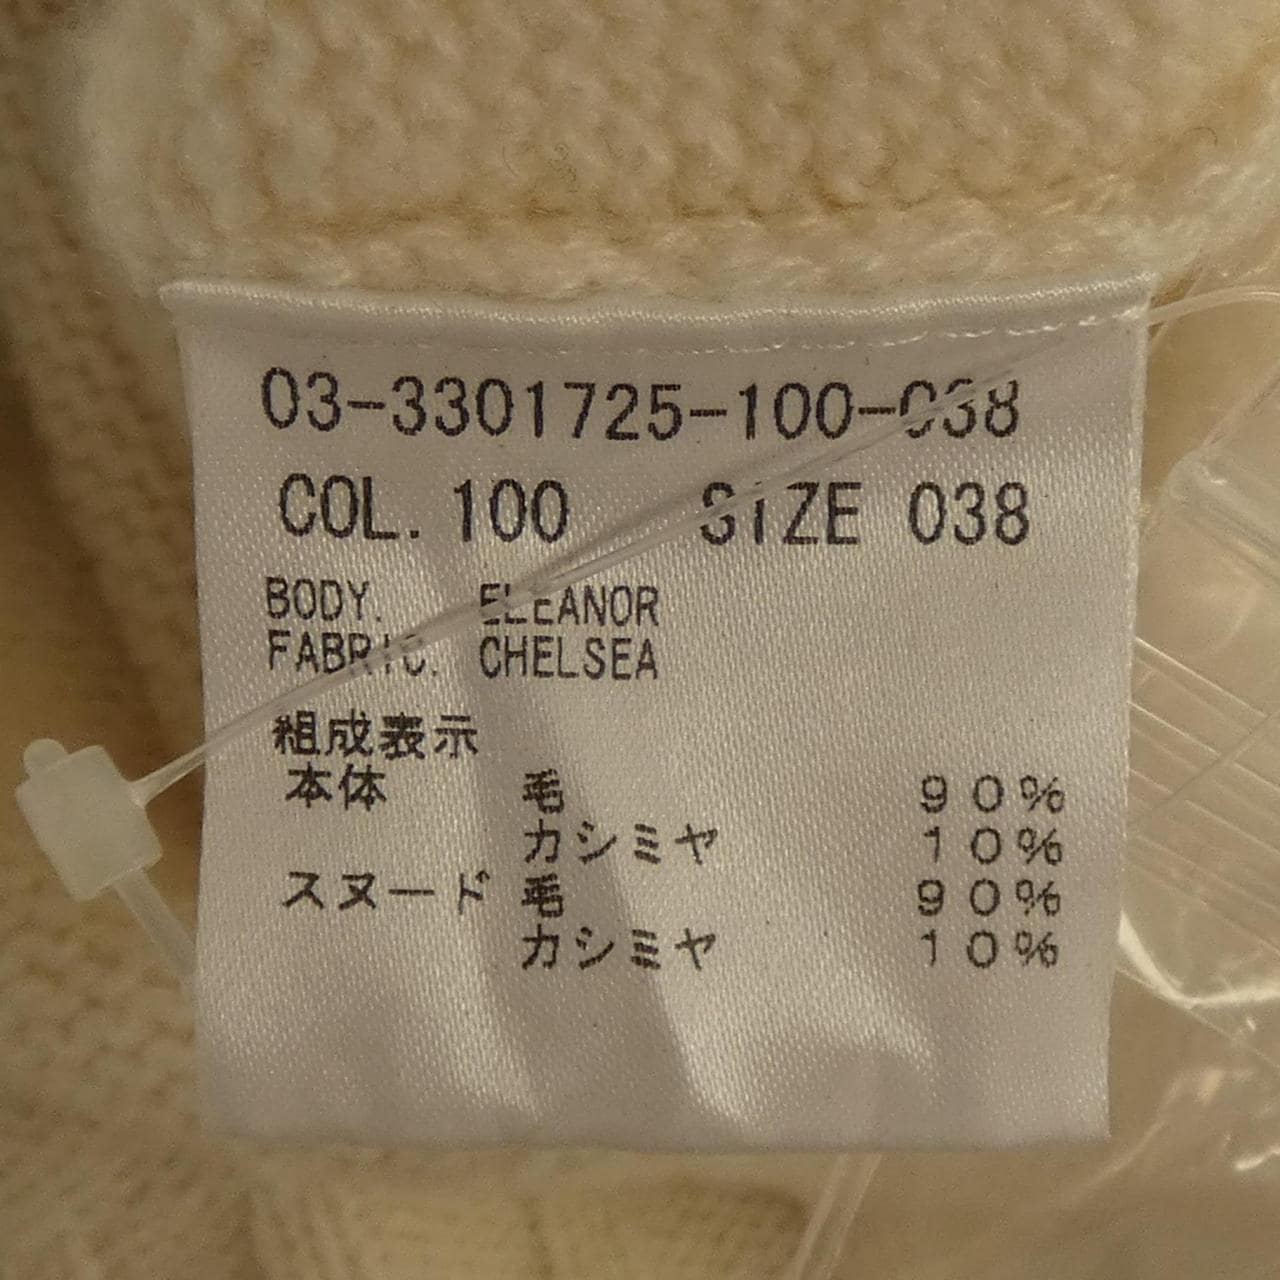 03-3301725-100-038
COL. 100 SIZE 038
BODY. ELEANOR
FABRIC. CHELSEA
組成表示
本体 毛 90%
カシミヤ 10%
スヌード 毛 90%
カシミヤ 10%